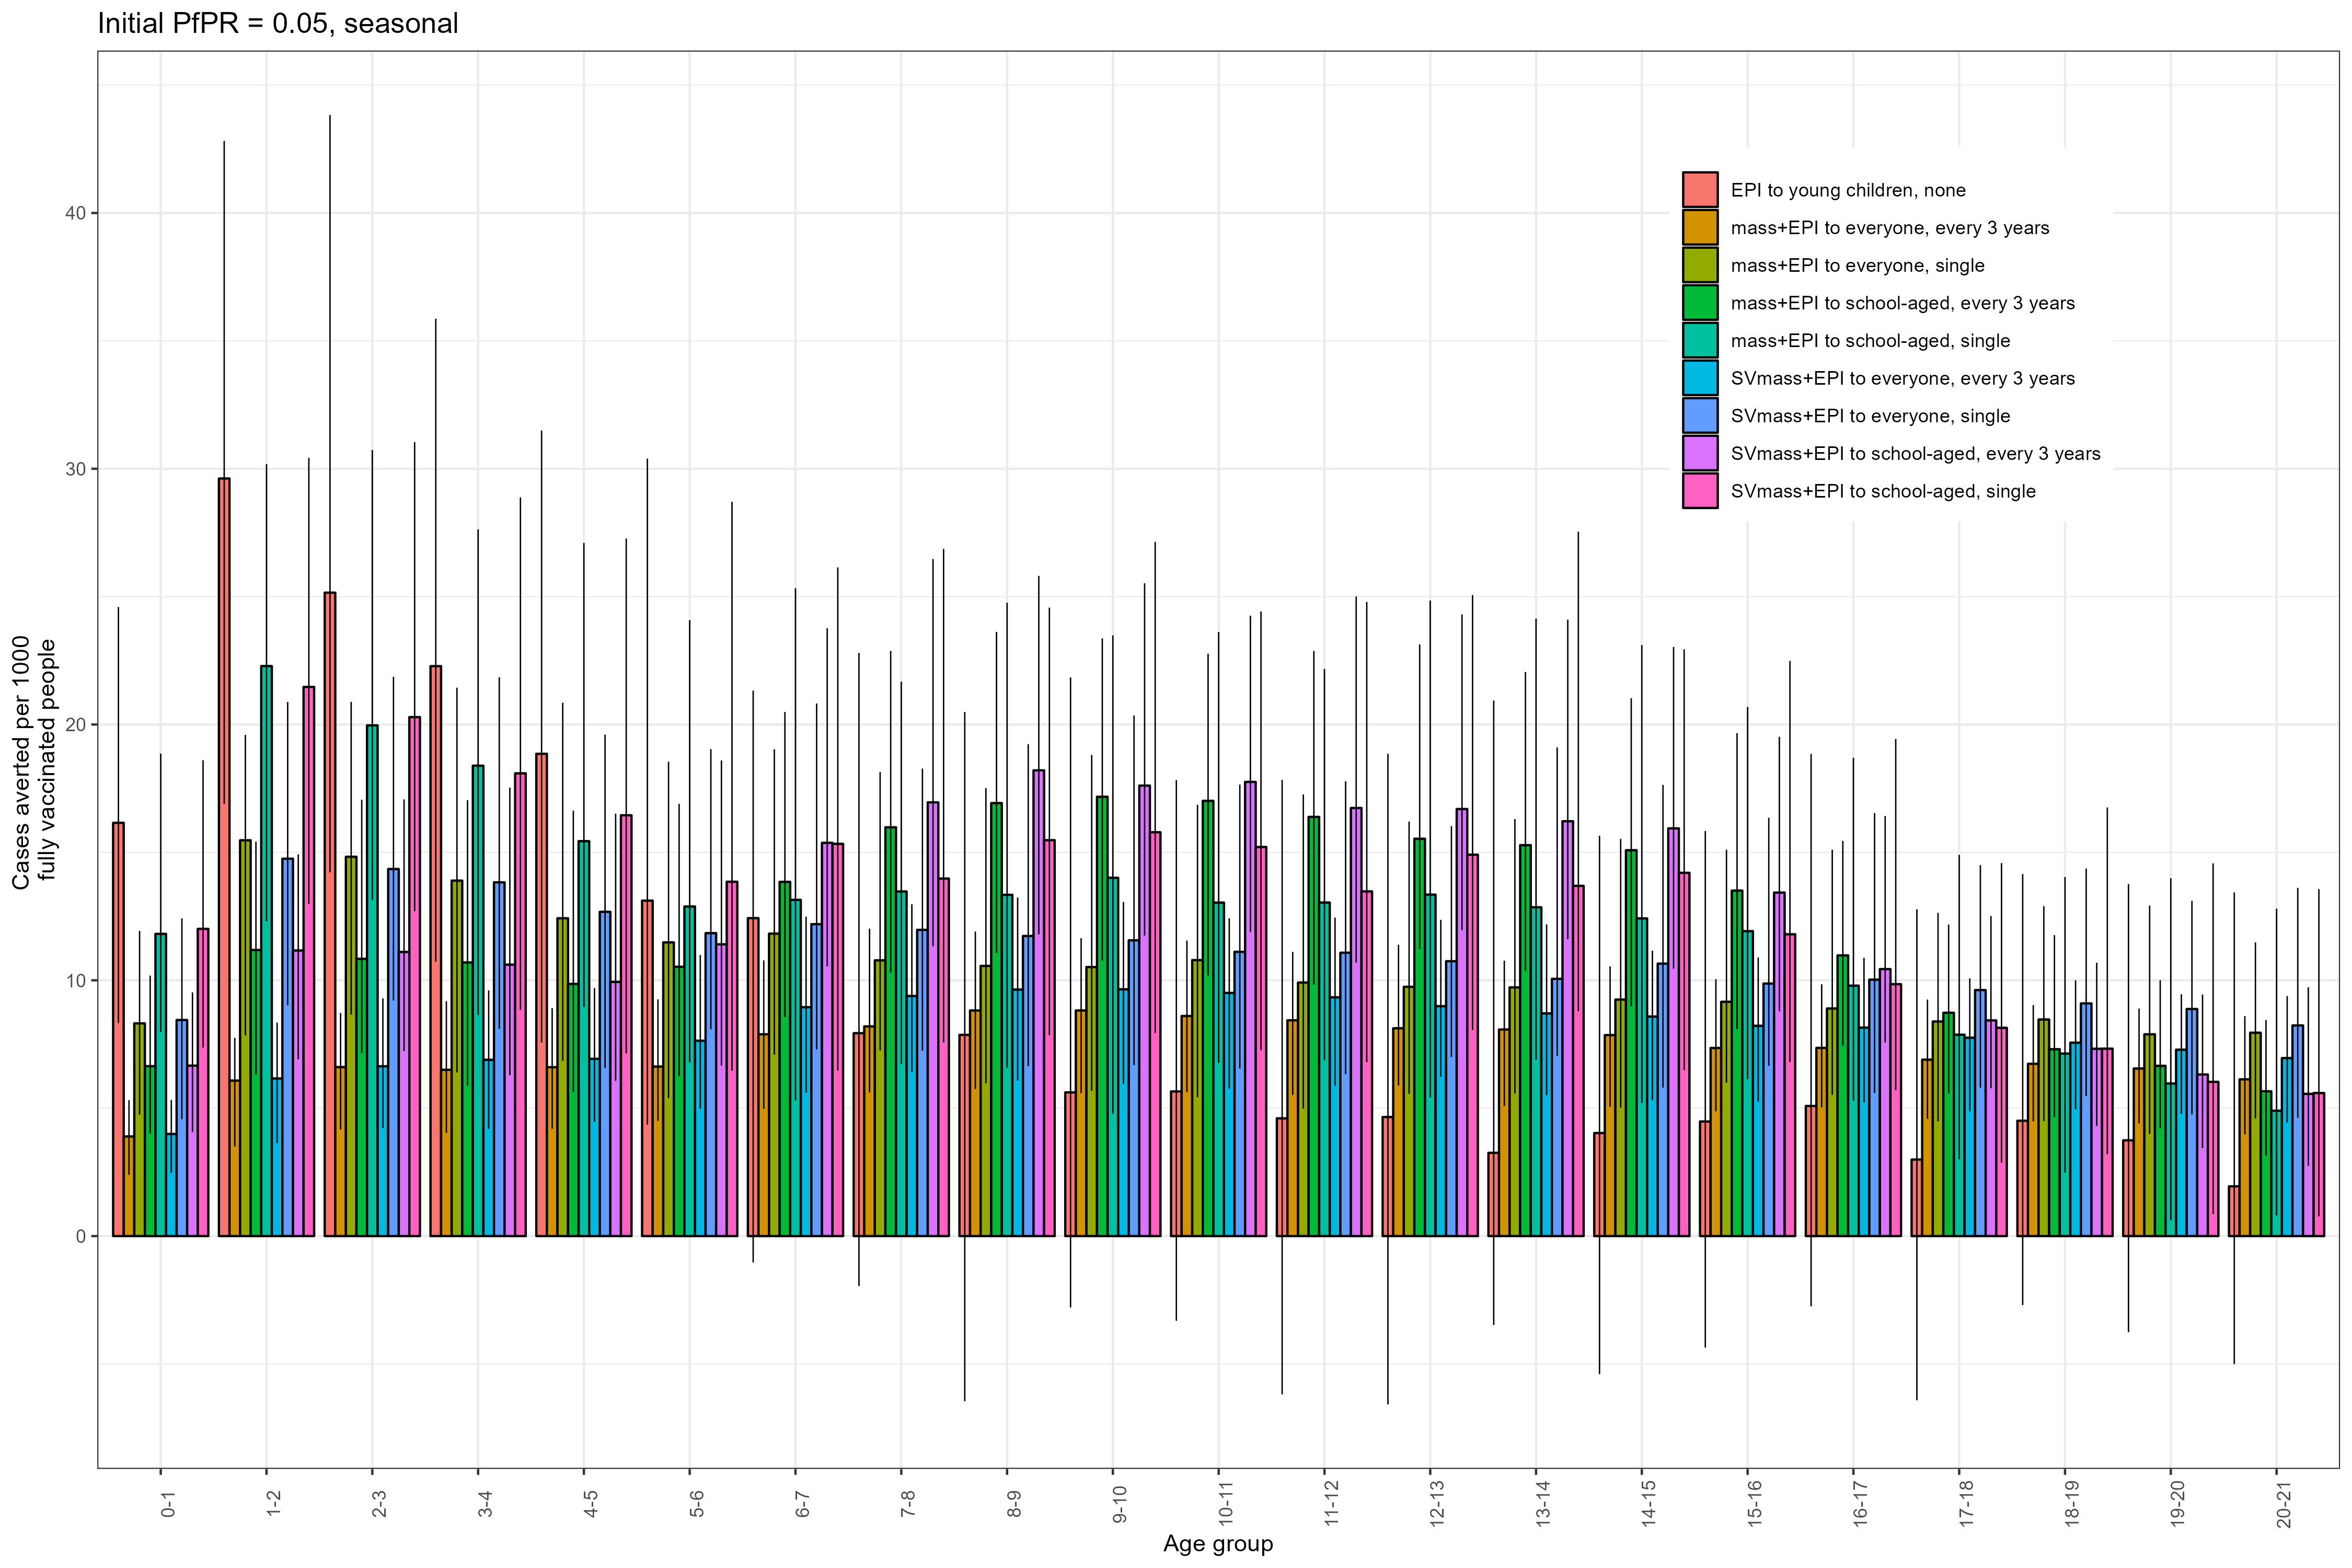 Initial PfPR = 0.05, seasonal
Cases averted per 1000
fully vaccinated people
40
30
20
10
0
EPI to young children, none
mass+EPI to everyone, every 3 years
mass+EPI to everyone, single
mass+EPI to school-aged, every 3 years
mass+EPI to school-aged, single
SVmass+EPI to everyone, every 3 years
SVmass+EPI to everyone, single
SVmass+EPI to school-aged, every 3 years
SVmass+EPI to school-aged, single
0-1
1-2
2-3
3-4
4-5
5-6
6-7
7-8
8-9
9-10
10-11
11-12
12-13
13-14
14-15
15-16
16-17
17-18
18-19
19-20
20-21
Age group